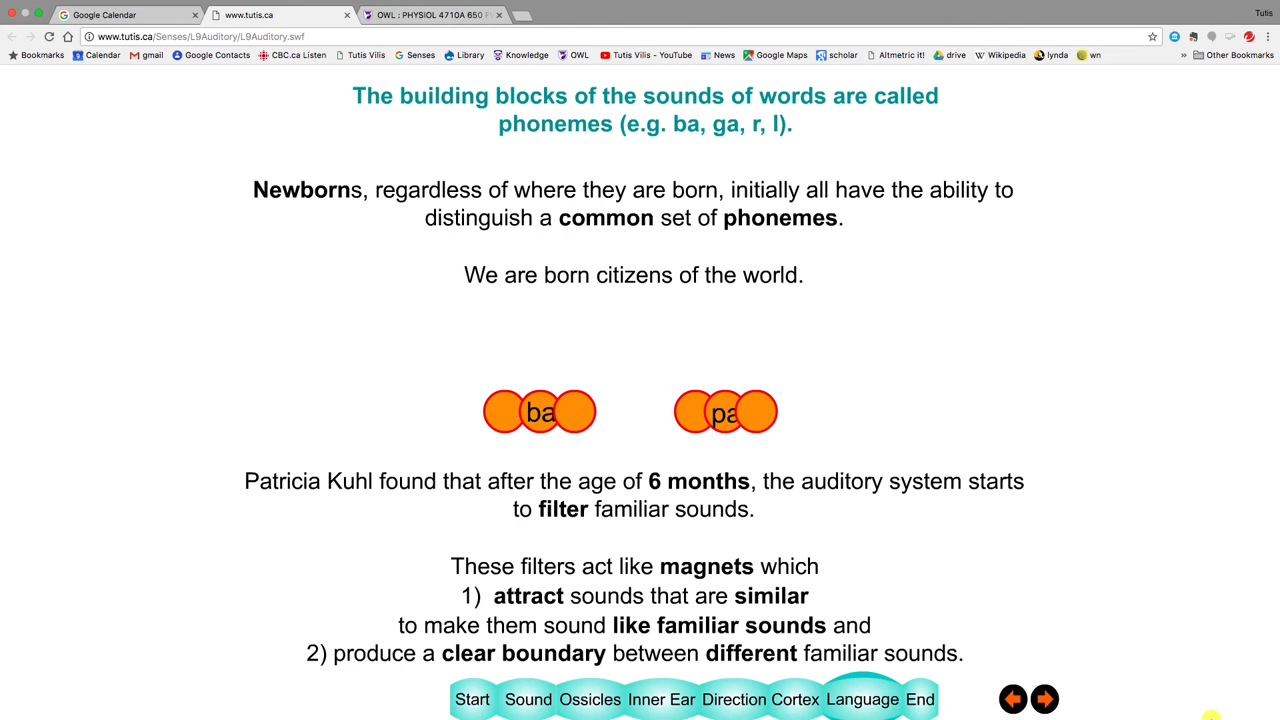 Google Calendar
www.tutis.ca
OWL : PHYSIOL 4710A 650 F
Tutis
www.tutis.ca/Senses/L9Auditory/L9Auditory.swf
Bookmarks Calendar gmail Google Contacts CBC.ca Listen Tutis Vilis Senses Library Knowledge OWL Tutis Vilis - YouTube News Google Maps scholar Altmetric it! drive Wikipedia lynda wn » Other Bookmarks
The building blocks of the sounds of words are called
phonemes (e.g. ba, ga, r, l).
Newborns, regardless of where they are born, initially all have the ability to
distinguish a common set of phonemes.
We are born citizens of the world.
ba pa
Patricia Kuhl found that after the age of 6 months, the auditory system starts
to filter familiar sounds.
These filters act like magnets which
1) attract sounds that are similar
to make them sound like familiar sounds and
2) produce a clear boundary between different familiar sounds.
Start Sound Ossicles Inner Ear Direction Cortex Language End